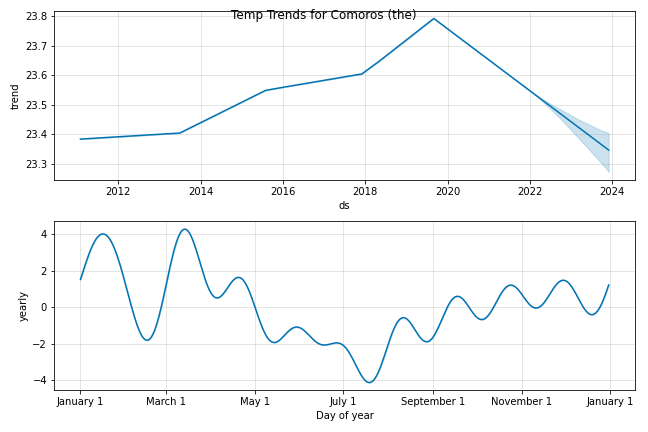 Temp Trends for Comoros (the)
23.8
23.7
23.6
23.5
23.4
23.3
trend
2012 2014 2016 2018 2020 2022 2024
ds
4
2
0
−2
−4
yearly
January 1 March 1 May 1 July 1 September 1 November 1 January 1
Day of year